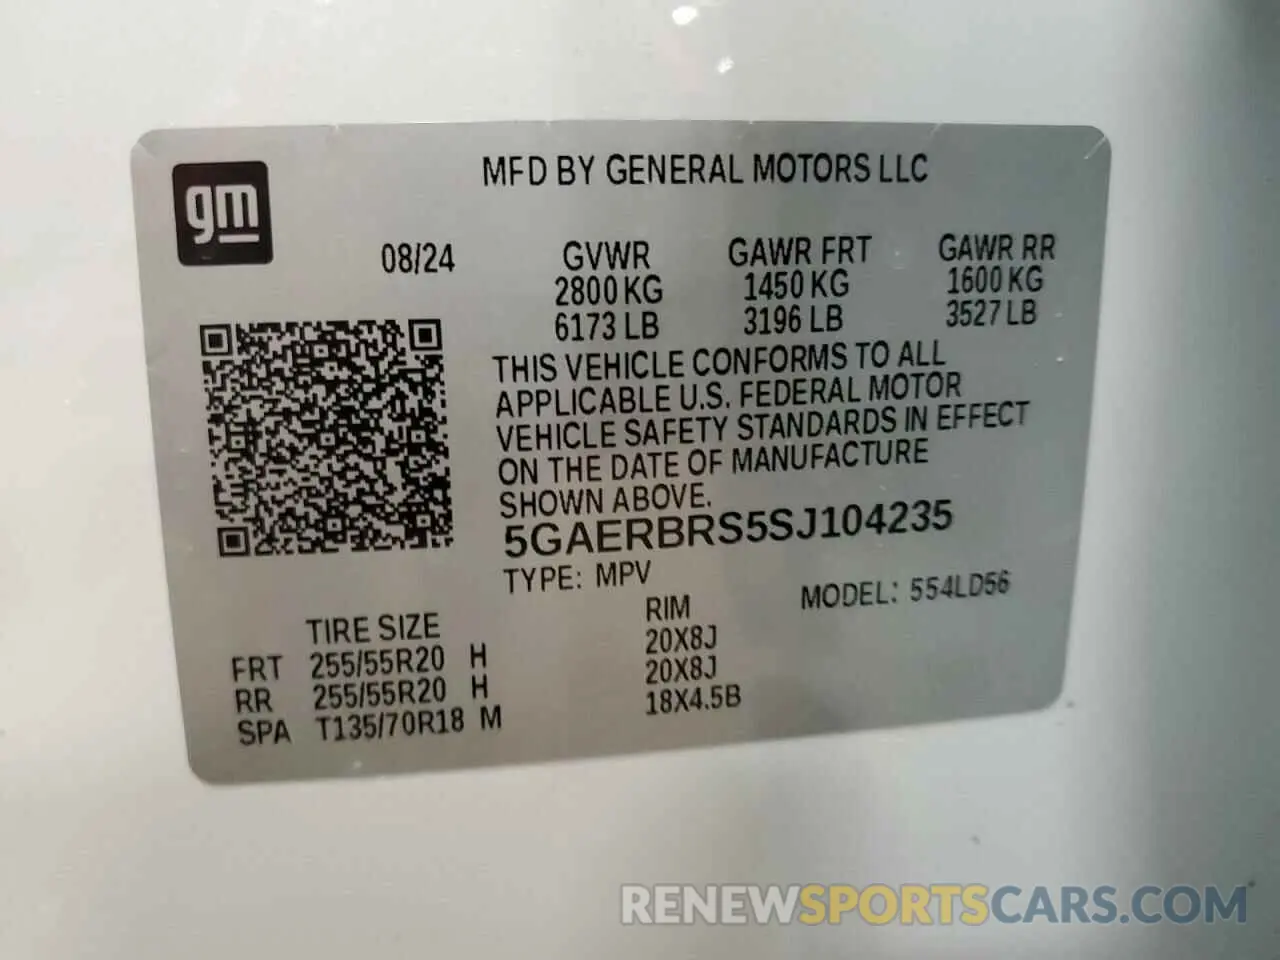 gm
MFD BY GENERAL MOTORS LLC
08/24
GVWR
2800 KG
6173 LB
GAWR FRT
1450 KG
3196 LB
GAWR RR
1600 KG
3527 LB
THIS VEHICLE CONFORMS TO ALL
APPLICABLE U.S. FEDERAL MOTOR
VEHICLE SAFETY STANDARDS IN EFFECT
ON THE DATE OF MANUFACTURE
SHOWN ABOVE.
5GAERBRS5SJ104235
TYPE: MPV
MODEL: 554LD56
TIRE SIZE
RIM
FRT 255/55R20 H 20X8J
RR 255/55R20 H 20X8J
SPA T135/70R18 M 18X4.5B
RENEWSPORTSCARS.COM